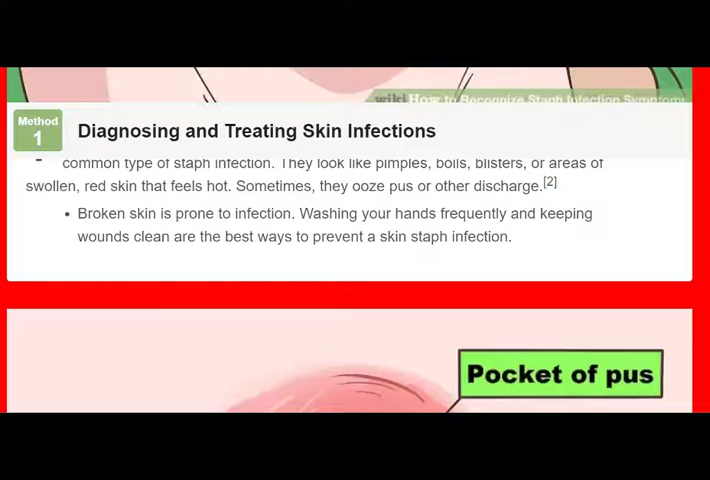 wikiHow to Recognize Staph Infection Symptoms
Method
1
Diagnosing and Treating Skin Infections
common type of staph infection. They look like pimples, boils, blisters, or areas of
swollen, red skin that feels hot. Sometimes, they ooze pus or other discharge.[2]
• Broken skin is prone to infection. Washing your hands frequently and keeping
wounds clean are the best ways to prevent a skin staph infection.
Pocket of pus